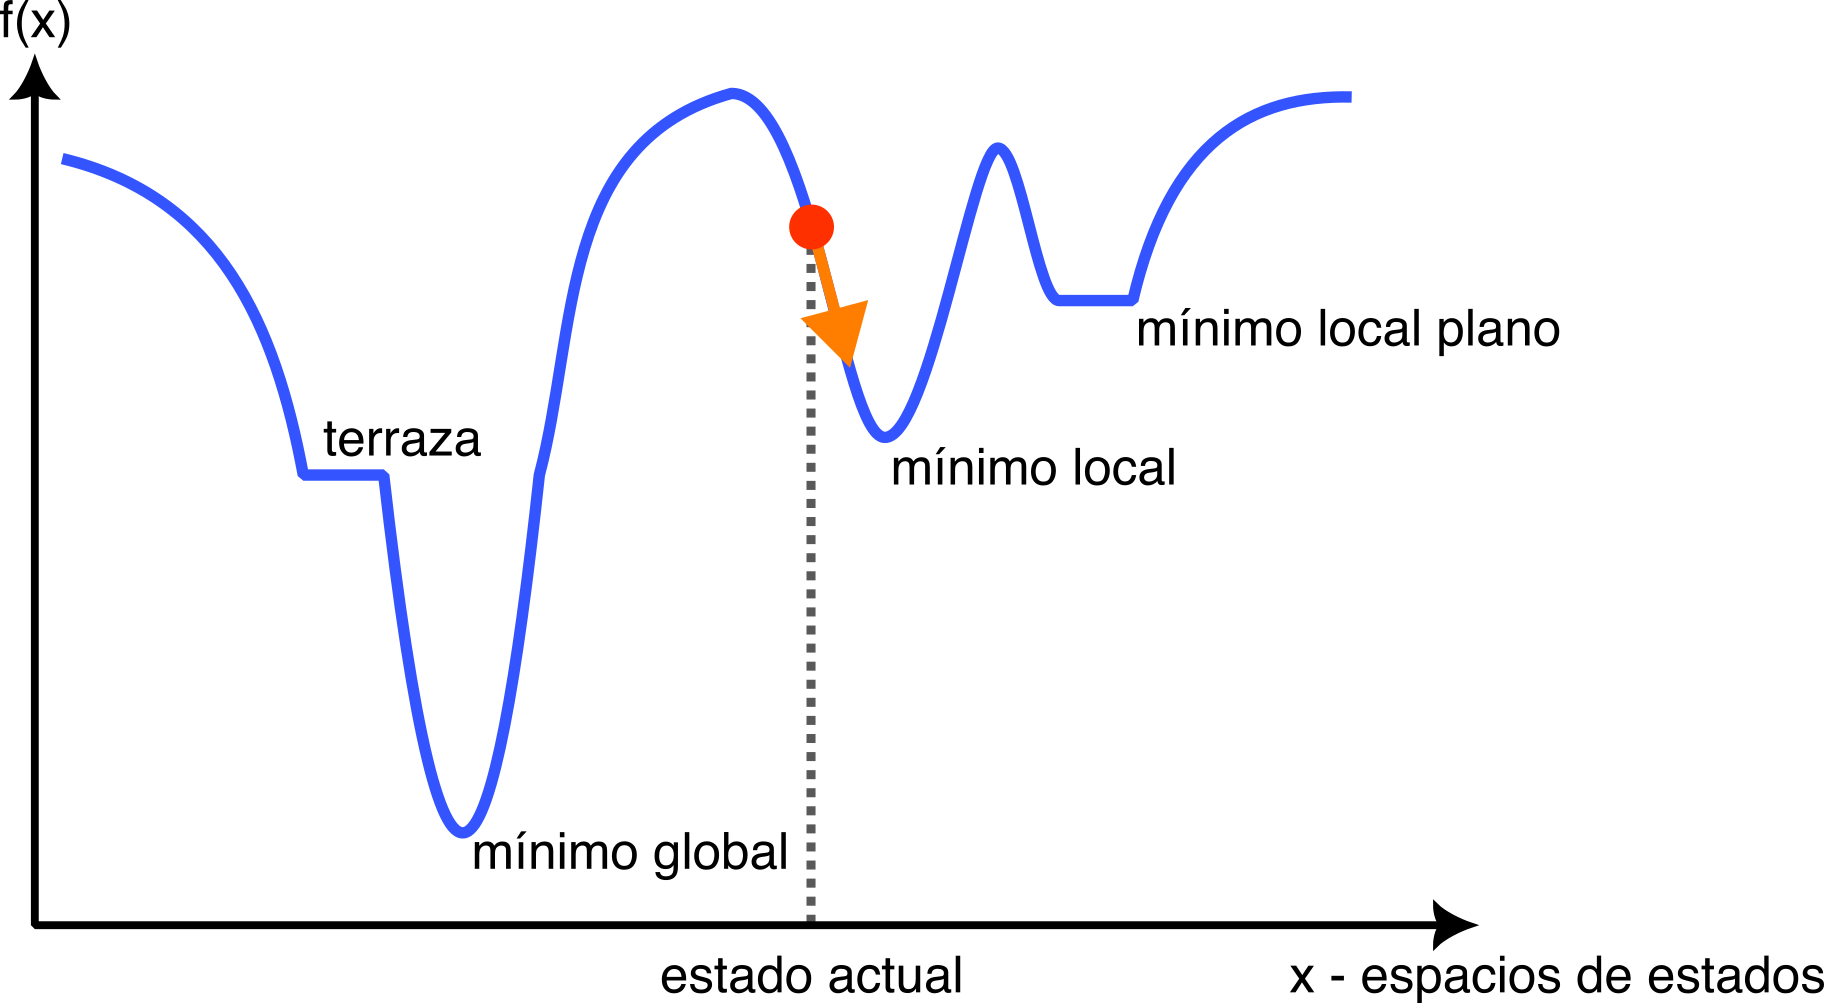 f(x)
mínimo local plano
terraza
mínimo local
mínimo global
estado actual
x - espacios de estados